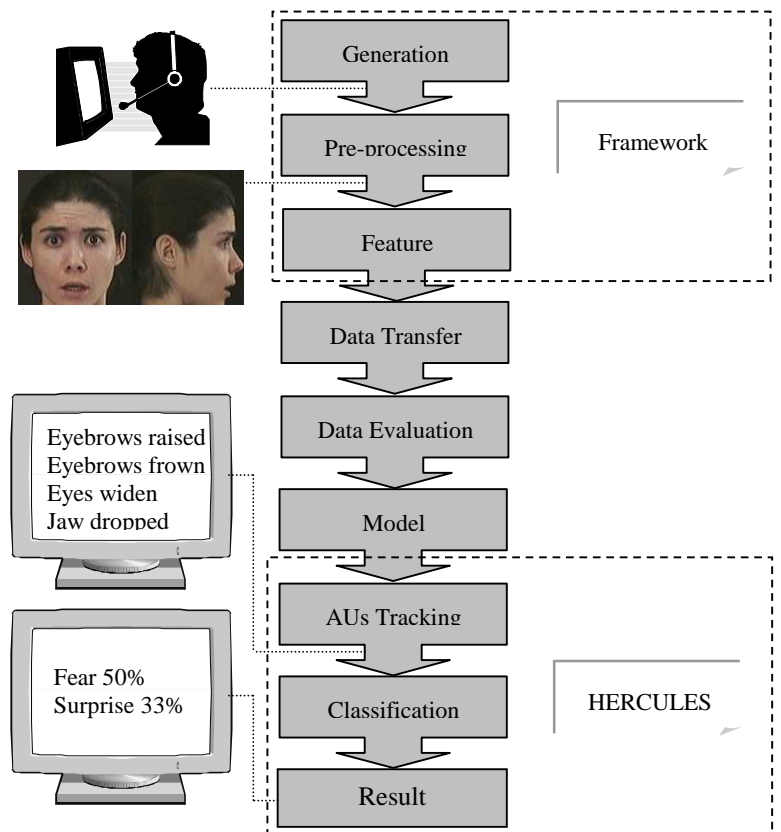 Generation
Pre-processing
Framework
Feature
Data Transfer
Data Evaluation
Eyebrows raised
Eyebrows frown
Eyes widen
Jaw dropped
Model
AUs Tracking
Fear 50%
Surprise 33%
Classification
HERCULES
Result